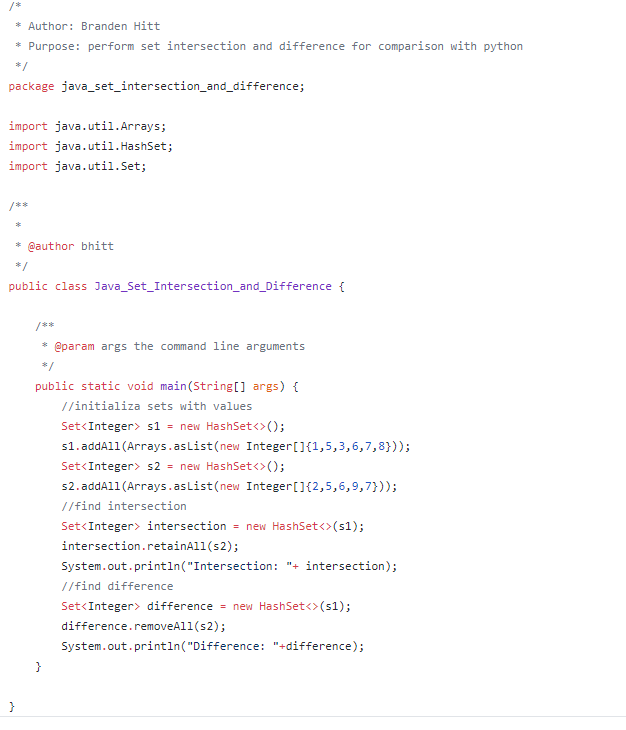 /*
 * Author: Branden Hitt
 * Purpose: perform set intersection and difference for comparison with python
 */
package java_set_intersection_and_difference;

import java.util.Arrays;
import java.util.HashSet;
import java.util.Set;

/**
 *
 * @author bhitt
 */
public class Java_Set_Intersection_and_Difference {

    /**
     * @param args the command line arguments
     */
    public static void main(String[] args) {
        //initializa sets with values
        Set<Integer> s1 = new HashSet<>();
        s1.addAll(Arrays.asList(new Integer[]{1,5,3,6,7,8}));
        Set<Integer> s2 = new HashSet<>();
        s2.addAll(Arrays.asList(new Integer[]{2,5,6,9,7}));
        //find intersection
        Set<Integer> intersection = new HashSet<>(s1);
        intersection.retainAll(s2);
        System.out.println("Intersection: "+ intersection);
        //find difference
        Set<Integer> difference = new HashSet<>(s1);
        difference.removeAll(s2);
        System.out.println("Difference: "+difference);
    }

}